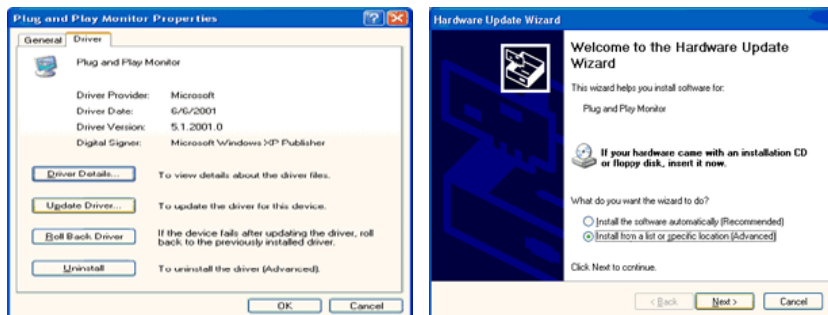 Plug and Play Monitor Properties
General Driver
Plug and Play Monitor
Driver Provider: Microsoft
Driver Date: 6/6/2001
Driver Version: 5.1.2001.0
Digital Signer: Microsoft Windows XP Publisher
Driver Details... To view details about the driver files.
Update Driver... To update the driver for this device.
Roll Back Driver If the device fails after updating the driver, roll
back to the previously installed driver.
Uninstall To uninstall the driver (Advanced).
OK Cancel
Hardware Update Wizard
Welcome to the Hardware Update
Wizard
This wizard helps you install software for:
Plug and Play Monitor
If your hardware came with an installation CD
or floppy disk, insert it now.
What do you want the wizard to do?
Install the software automatically (Recommended)
Install from a list or specific location (Advanced)
Click Next to continue.
< Back Next > Cancel